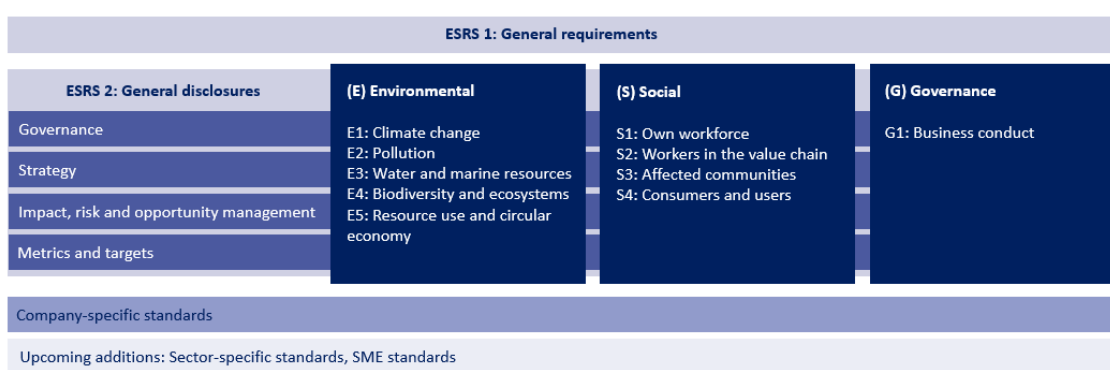 ESRS 1: General requirements
ESRS 2: General disclosures
Governance
Strategy
Impact, risk and opportunity management
Metrics and targets
(E) Environmental
E1: Climate change
E2: Pollution
E3: Water and marine resources
E4: Biodiversity and ecosystems
E5: Resource use and circular
economy
(S) Social
S1: Own workforce
S2: Workers in the value chain
S3: Affected communities
S4: Consumers and users
(G) Governance
G1: Business conduct
Company-specific standards
Upcoming additions: Sector-specific standards, SME standards